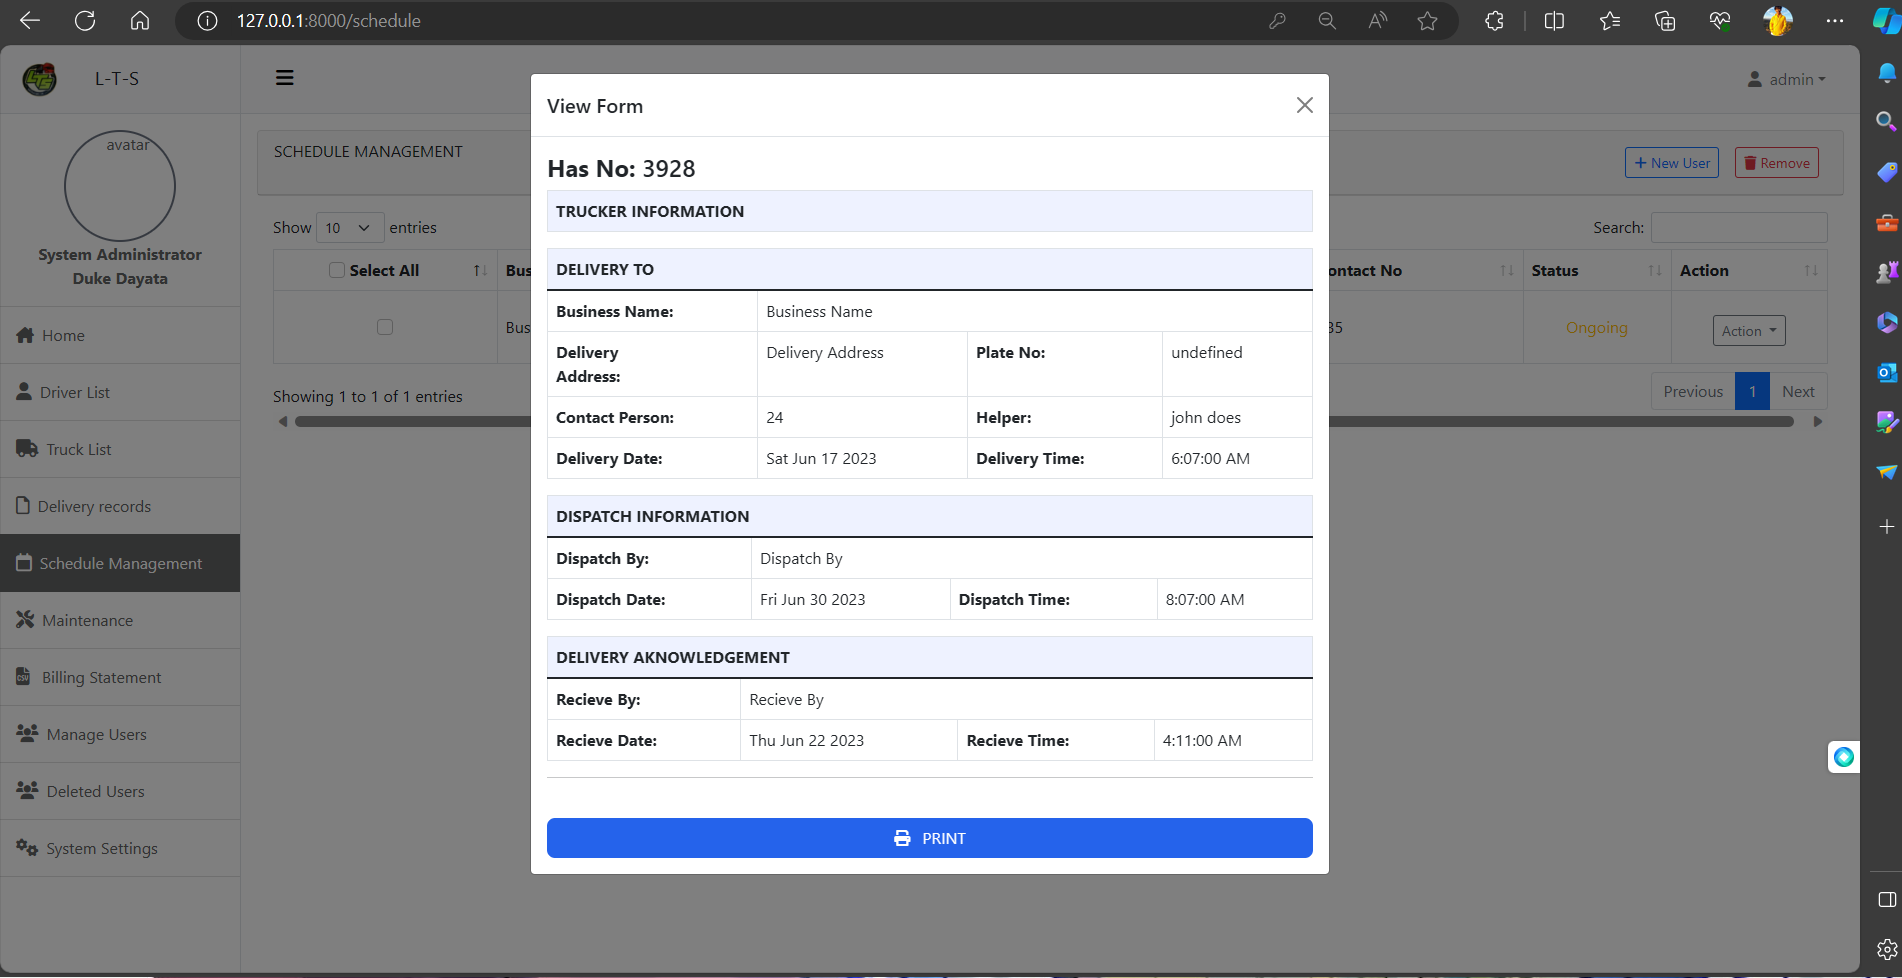 127.0.0.1:8000/schedule
L-T-S
admin
avatar
System Administrator
Duke Dayata
Home
Driver List
Truck List
Delivery records
Schedule Management
Maintenance
Billing Statement
Manage Users
Deleted Users
System Settings
SCHEDULE MANAGEMENT
New User
Remove
Show 10 entries
Search:
Select All
Bus
ontact No
Status
Action
Bus
35
Ongoing
Action
Showing 1 to 1 of 1 entries
Previous 1 Next
View Form
Has No: 3928
TRUCKER INFORMATION
DELIVERY TO
Business Name: Business Name
Delivery Address: Delivery Address Plate No: undefined
Contact Person: 24 Helper: john does
Delivery Date: Sat Jun 17 2023 Delivery Time: 6:07:00 AM
DISPATCH INFORMATION
Dispatch By: Dispatch By
Dispatch Date: Fri Jun 30 2023 Dispatch Time: 8:07:00 AM
DELIVERY AKNOWLEDGEMENT
Recieve By: Recieve By
Recieve Date: Thu Jun 22 2023 Recieve Time: 4:11:00 AM
PRINT